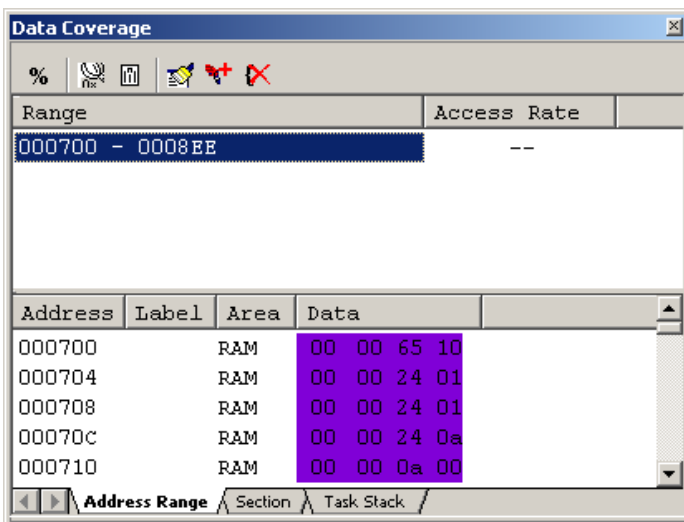 Data Coverage
%
Range Access Rate
000700 - 0008EE --
Address Label Area Data
000700 RAM 00 00 65 10
000704 RAM 00 00 24 01
000708 RAM 00 00 24 01
00070C RAM 00 00 24 0a
000710 RAM 00 00 0a 00
Address Range Section Task Stack